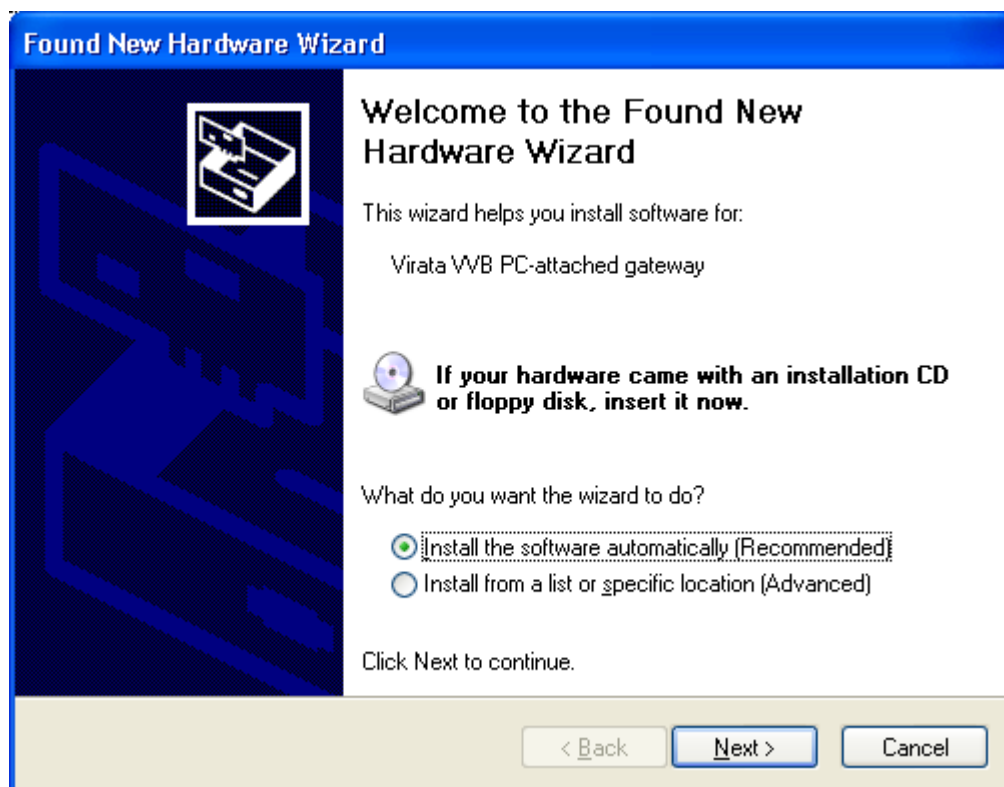 Found New Hardware Wizard
Welcome to the Found New
Hardware Wizard
This wizard helps you install software for:
Virata VVB PC-attached gateway
If your hardware came with an installation CD
or floppy disk, insert it now.
What do you want the wizard to do?
Install the software automatically (Recommended)
Install from a list or specific location (Advanced)
Click Next to continue.
< Back
Next >
Cancel